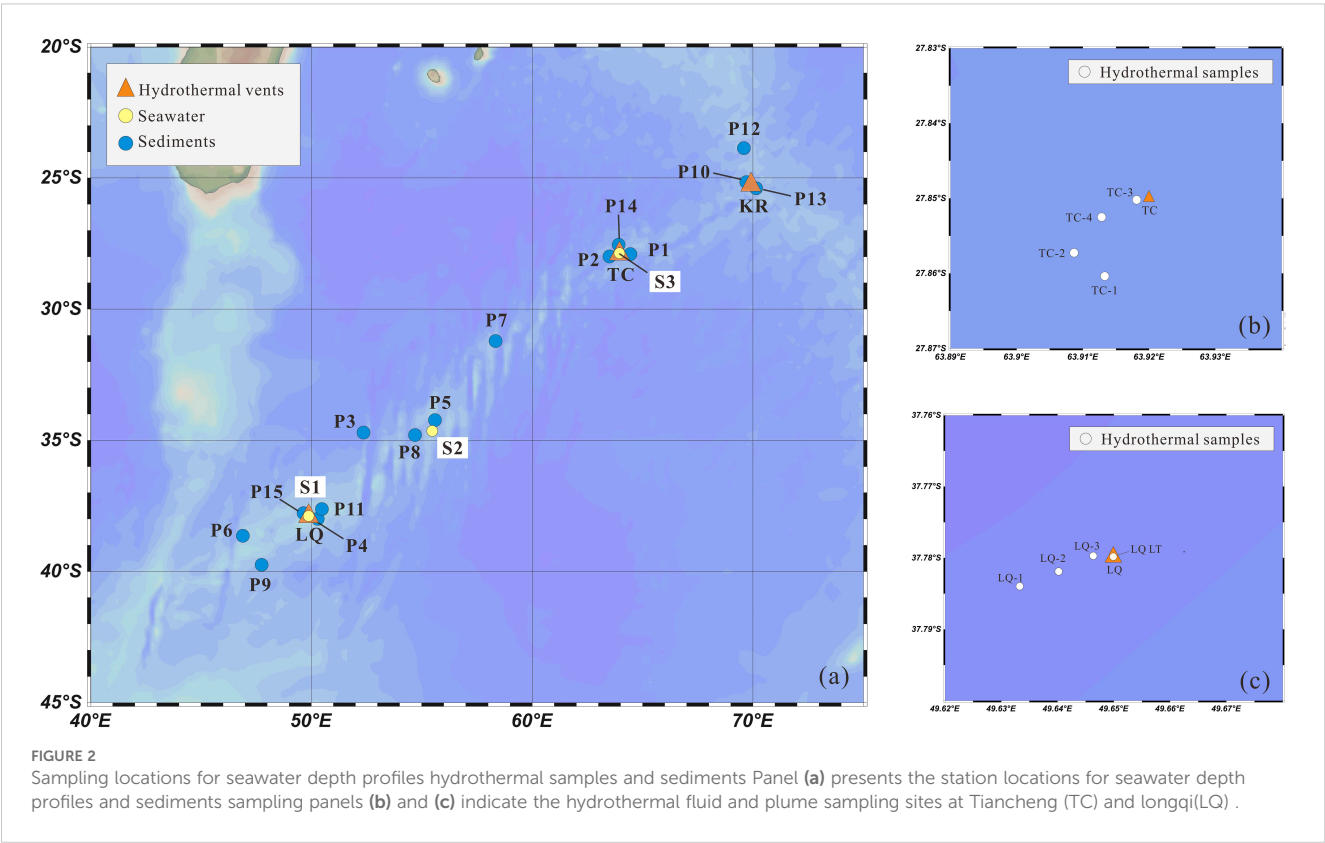 20°S
25°S
30°S
35°S
40°S
45°S
40°E
50°E
60°E
70°E
Hydrothermal vents
Seawater
Sediments
P12
P10
P13
KR
P14
P2
P1
TC
S3
P7
P5
P3
P8
S2
S1
P15
P11
P6
LQ
P4
P9
(a)
27.83°S
27.84°S
27.85°S
27.86°S
27.87°S
63.89°E
63.9°E
63.91°E
63.92°E
63.93°E
Hydrothermal samples
TC-3
TC
TC-4
TC-2
TC-1
(b)
37.76°S
37.77°S
37.78°S
37.79°S
49.62°E
49.63°E
49.64°E
49.65°E
49.66°E
49.67°E
Hydrothermal samples
LQ-3
LQ LT
LQ-2
LQ
LQ-1
(c)
FIGURE 2
Sampling locations for seawater depth profiles hydrothermal samples and sediments Panel (a) presents the station locations for seawater depth
profiles and sediments sampling panels (b) and (c) indicate the hydrothermal fluid and plume sampling sites at Tiancheng (TC) and longqi(LQ) .